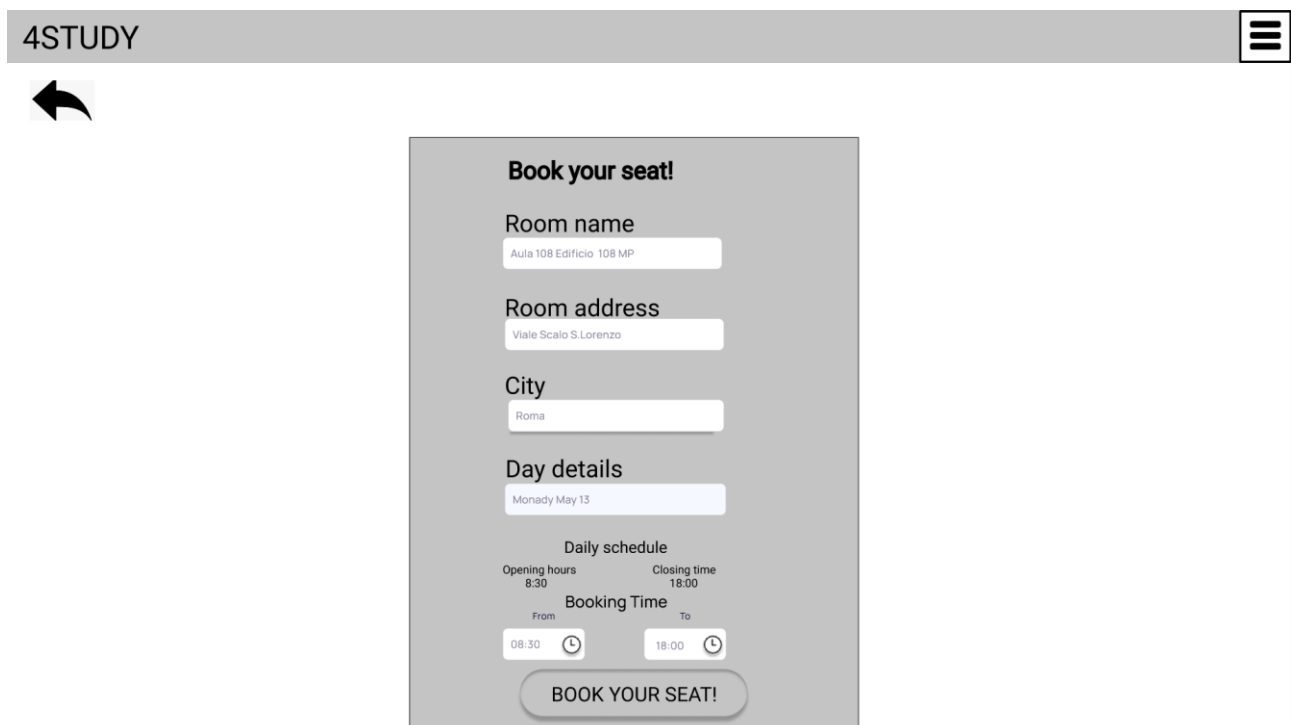 4STUDY
Book your seat!
Room name
Aula 108 Edificio 108 MP
Room address
Viale Scalo S.Lorenzo
City
Roma
Day details
Monady May 13
Daily schedule
Opening hours Closing time
8:30 18:00
Booking Time
From To
08:30 18:00
BOOK YOUR SEAT!